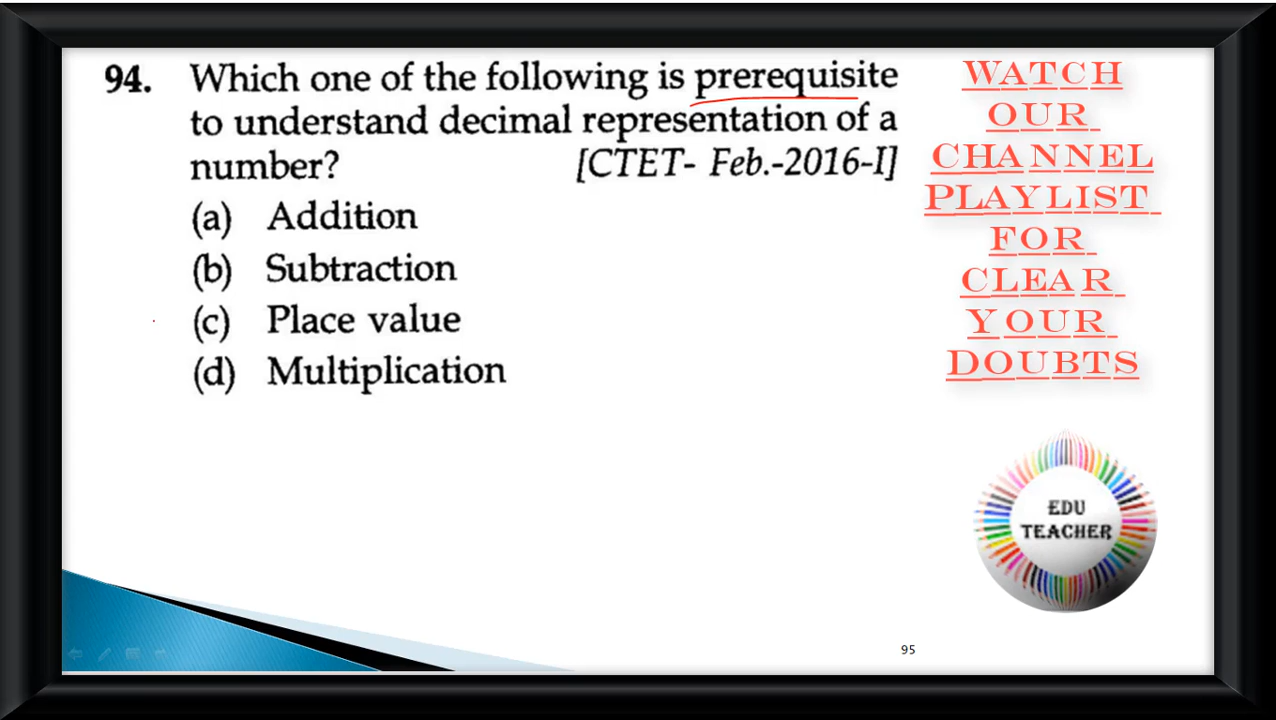 94. Which one of the following is prerequisite
to understand decimal representation of a
number? [CTET- Feb.-2016-I]
(a) Addition
(b) Subtraction
(c) Place value
(d) Multiplication
WATCH
OUR
CHANNEL
PLAYLIST
FOR
CLEAR
YOUR
DOUBTS
EDU
TEACHER
95